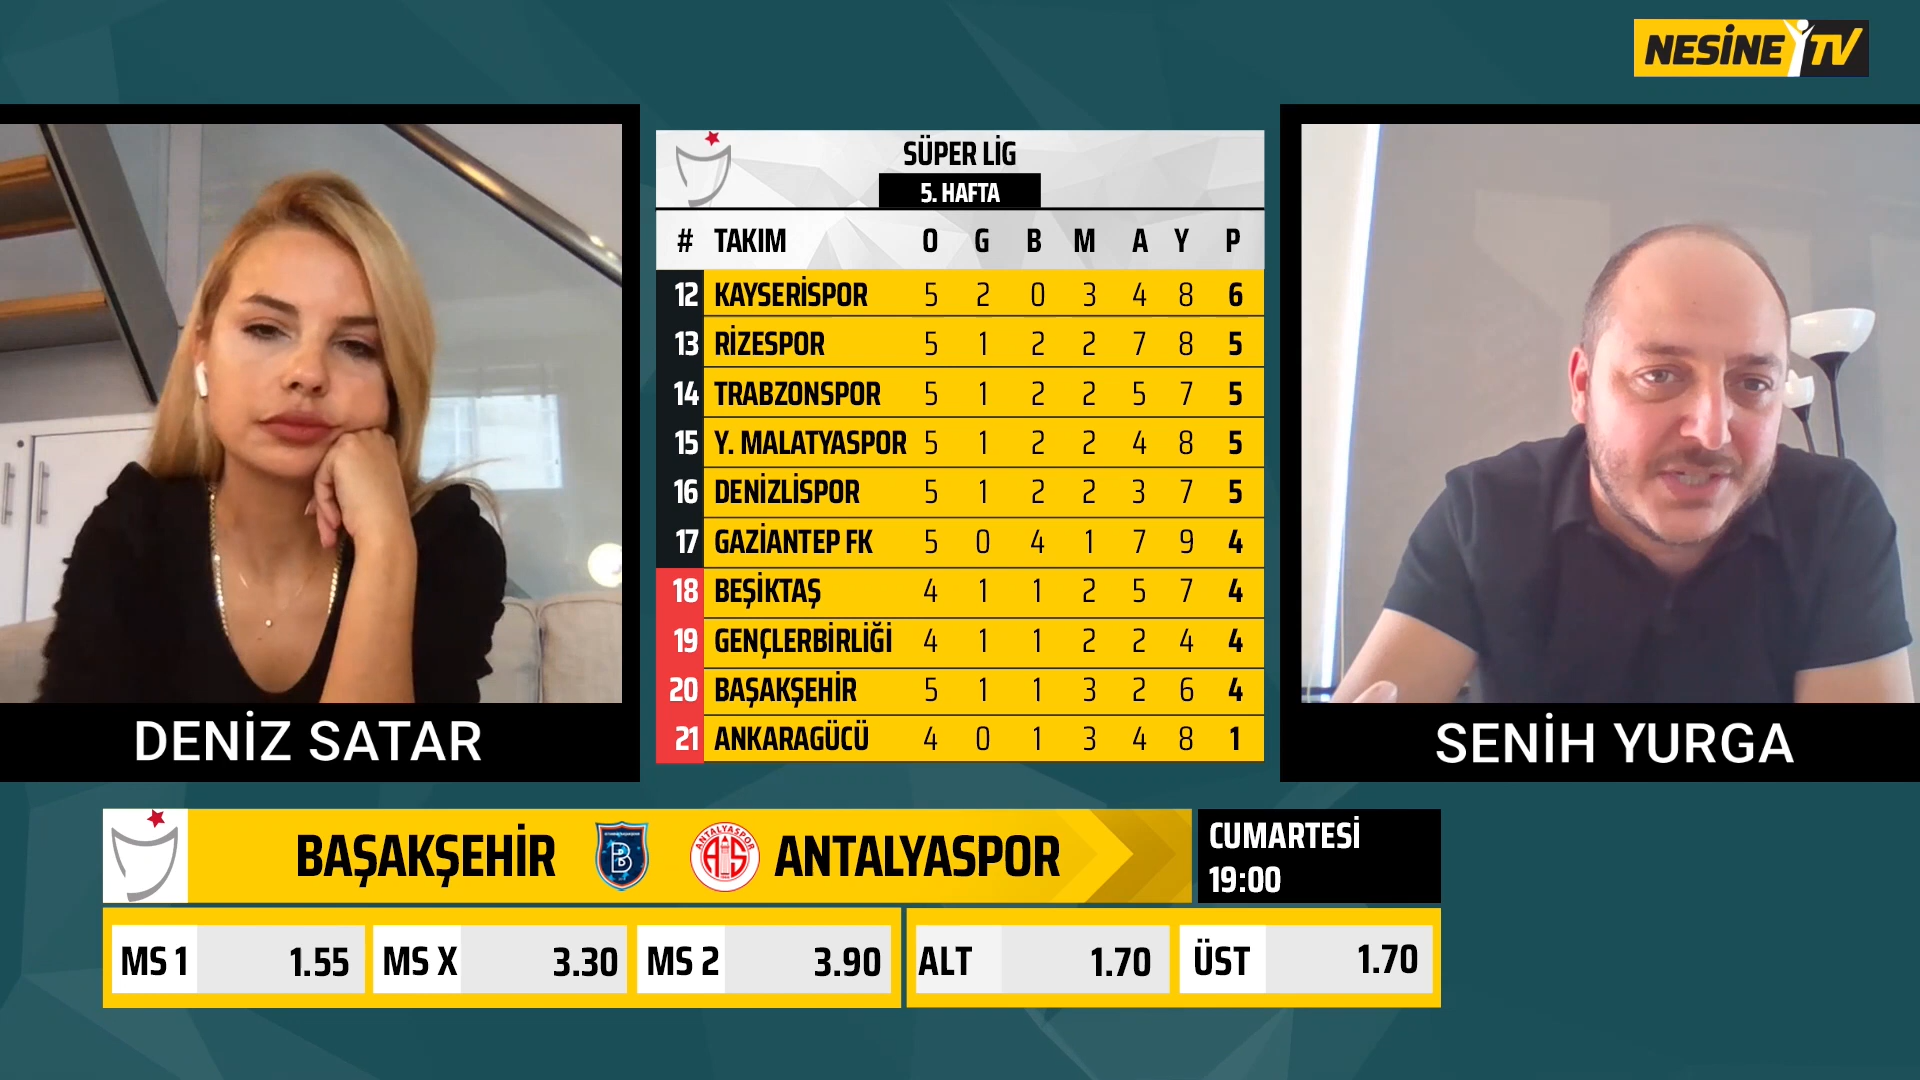 NESİNE TV
SÜPER LİG
5. HAFTA
# TAKIM O G B M A Y P
12 KAYSERİSPOR 5 2 0 3 4 8 6
13 RİZESPOR 5 1 2 2 7 8 5
14 TRABZONSPOR 5 1 2 2 5 7 5
15 Y. MALATYASPOR 5 1 2 2 4 8 5
16 DENİZLİSPOR 5 1 2 2 3 7 5
17 GAZİANTEP FK 5 0 4 1 7 9 4
18 BEŞİKTAŞ 4 1 1 2 5 7 4
19 GENÇLERBİRLİĞİ 4 1 1 2 2 4 4
20 BAŞAKŞEHİR 5 1 1 3 2 6 4
21 ANKARAGÜCÜ 4 0 1 3 4 8 1
DENİZ SATAR
SENİH YURGA
BAŞAKŞEHİR ANTALYASPOR ANTALYASPOR
CUMARTESİ
19:00
MS 1 1.55 MS X 3.30 MS 2 3.90 ALT 1.70 ÜST 1.70